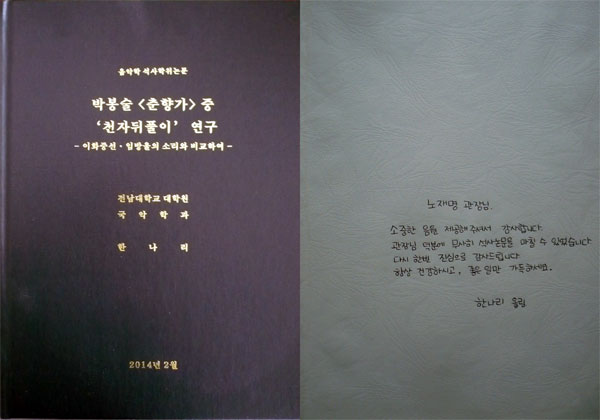 음악학 석사학위논문
박봉술 <춘향가> 중
‘천자뒤풀이’ 연구
- 이화중선 · 임방울의 소리와 비교하여 -
전남대학교 대학원
국악학과
한나리
2014년 2월
노재명 관장님.
소중한 음원 제공해 주셔서 감사합니다.
관장님 덕분에 무사히 석사논문을 마칠 수 있었습니다.
다시 한번 진심으로 감사드립니다.
항상 건강하시고, 좋은 일만 가득하세요.
한나리 올림